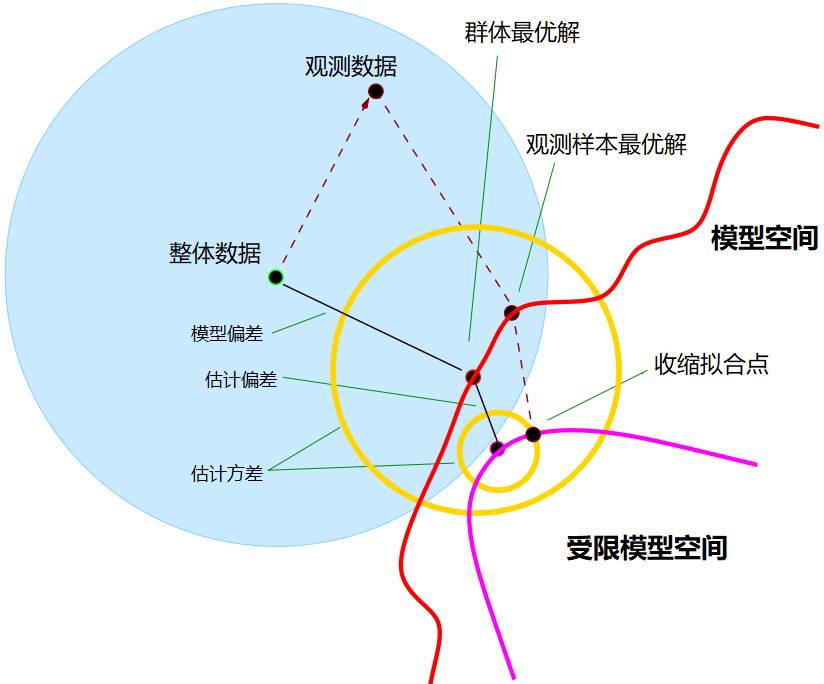 群体最优解
观测数据
观测样本最优解
模型空间
整体数据
模型偏差
收缩拟合点
估计偏差
估计方差
受限模型空间